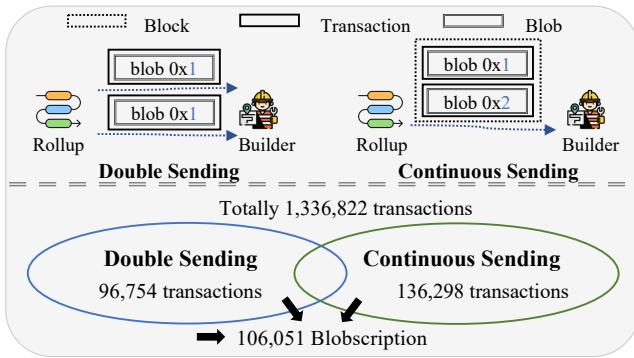 Block Transaction Blob
blob 0x1 blob 0x1
blob 0x1 blob 0x2
Rollup Builder Rollup Builder
Double Sending Continuous Sending
Totally 1,336,822 transactions
Double Sending Continuous Sending
96,754 transactions 136,298 transactions
106,051 Blobscription